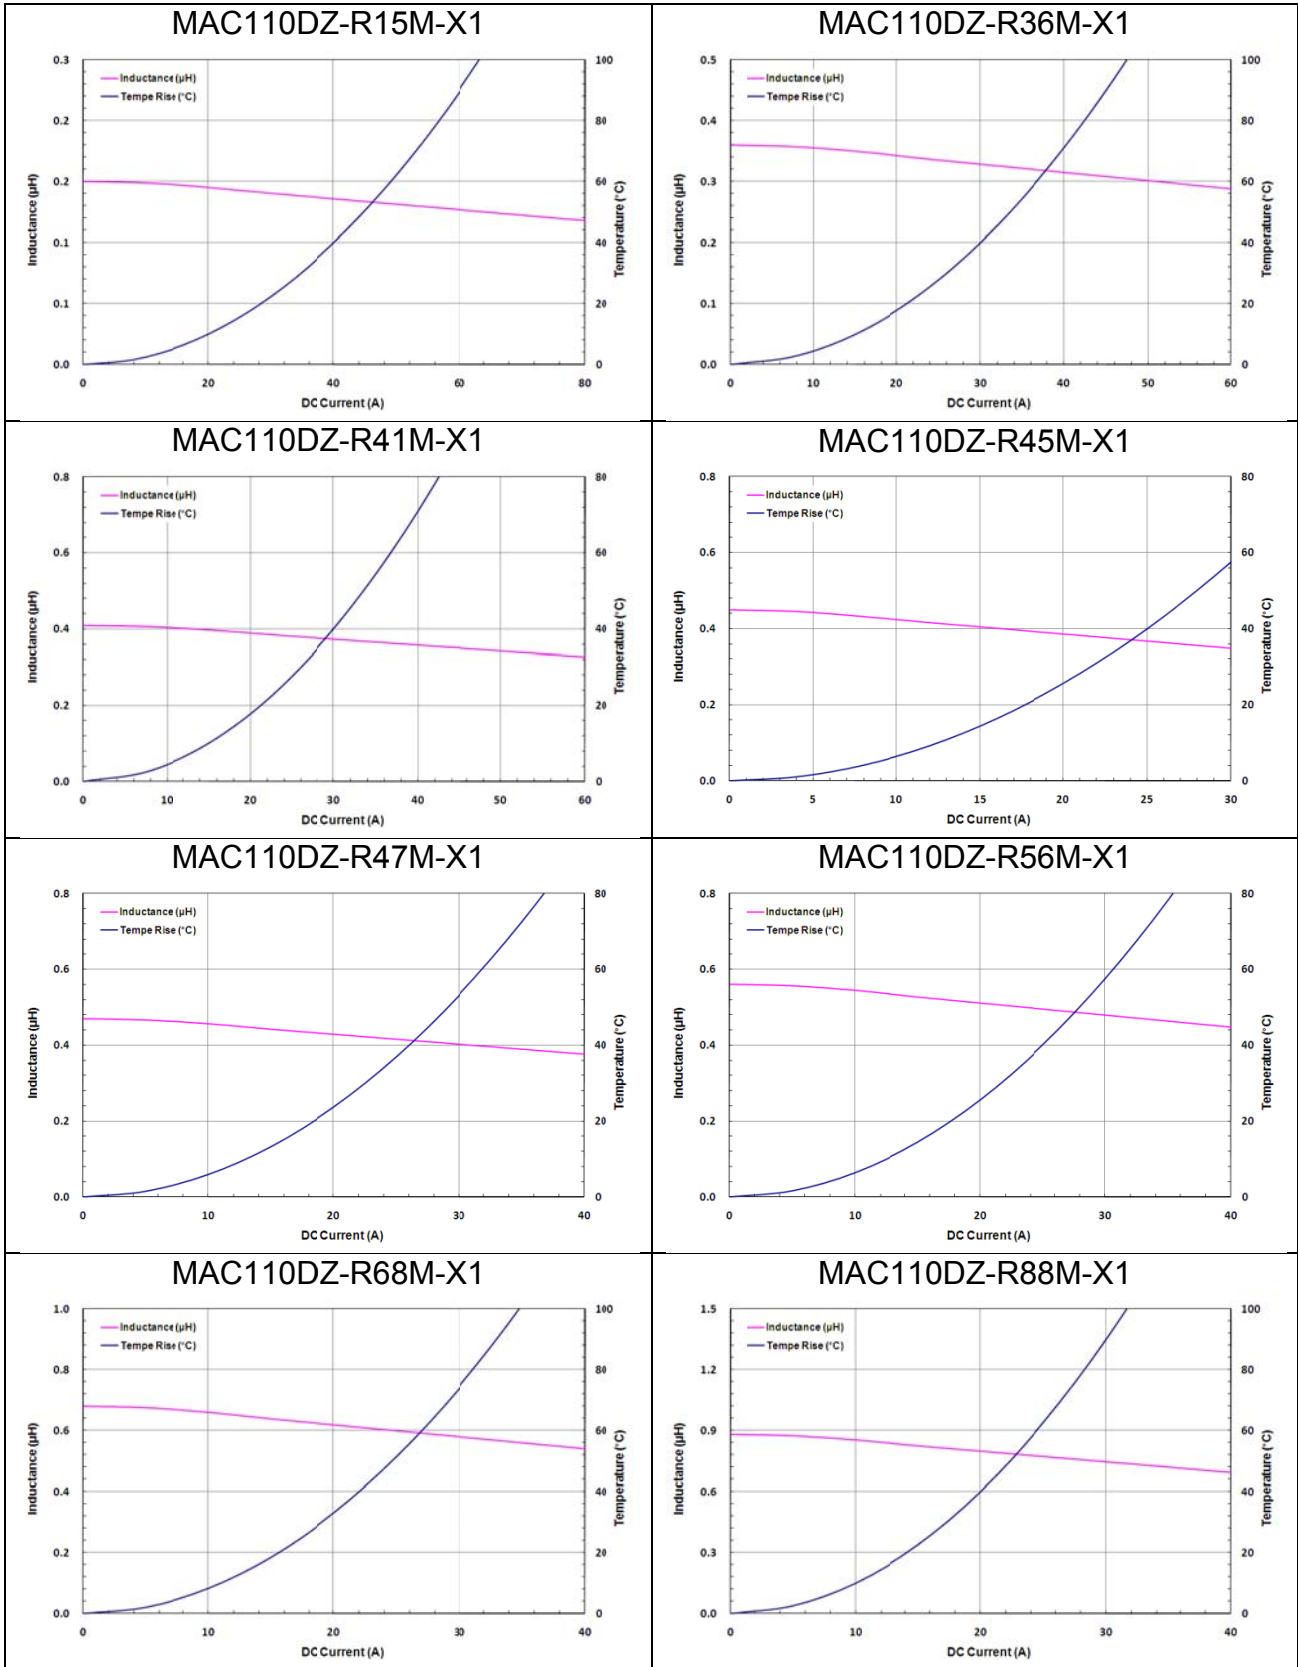 MAC110DZ-R15M-X1
Inductance (µH)
Tempe Rise (°C)
0.3
0.2
0.2
0.1
0.1
0.0
100
80
60
40
20
0
Inductance (µH)
Temperature (°C)
0 20 40 60 80
DC Current (A)
MAC110DZ-R36M-X1
Inductance (µH)
Tempe Rise (°C)
0.5
0.4
0.3
0.2
0.1
0.0
100
80
60
40
20
0
Inductance (µH)
Temperature (°C)
0 10 20 30 40 50 60
DC Current (A)
MAC110DZ-R41M-X1
Inductance (µH)
Tempe Rise (°C)
0.8
0.6
0.4
0.2
0.0
80
60
40
20
0
Inductance (µH)
Temperature (°C)
0 10 20 30 40 50 60
DC Current (A)
MAC110DZ-R45M-X1
Inductance (µH)
Tempe Rise (°C)
0.8
0.6
0.4
0.2
0.0
80
60
40
20
0
Inductance (µH)
Temperature (°C)
0 5 10 15 20 25 30
DC Current (A)
MAC110DZ-R47M-X1
Inductance (µH)
Tempe Rise (°C)
0.8
0.6
0.4
0.2
0.0
80
60
40
20
0
Inductance (µH)
Temperature (°C)
0 10 20 30 40
DC Current (A)
MAC110DZ-R56M-X1
Inductance (µH)
Tempe Rise (°C)
0.8
0.6
0.4
0.2
0.0
80
60
40
20
0
Inductance (µH)
Temperature (°C)
0 10 20 30 40
DC Current (A)
MAC110DZ-R68M-X1
Inductance (µH)
Tempe Rise (°C)
1.0
0.8
0.6
0.4
0.2
0.0
100
80
60
40
20
0
Inductance (µH)
Temperature (°C)
0 10 20 30 40
DC Current (A)
MAC110DZ-R88M-X1
Inductance (µH)
Tempe Rise (°C)
1.5
1.2
0.9
0.6
0.3
0.0
100
80
60
40
20
0
Inductance (µH)
Temperature (°C)
0 10 20 30 40
DC Current (A)